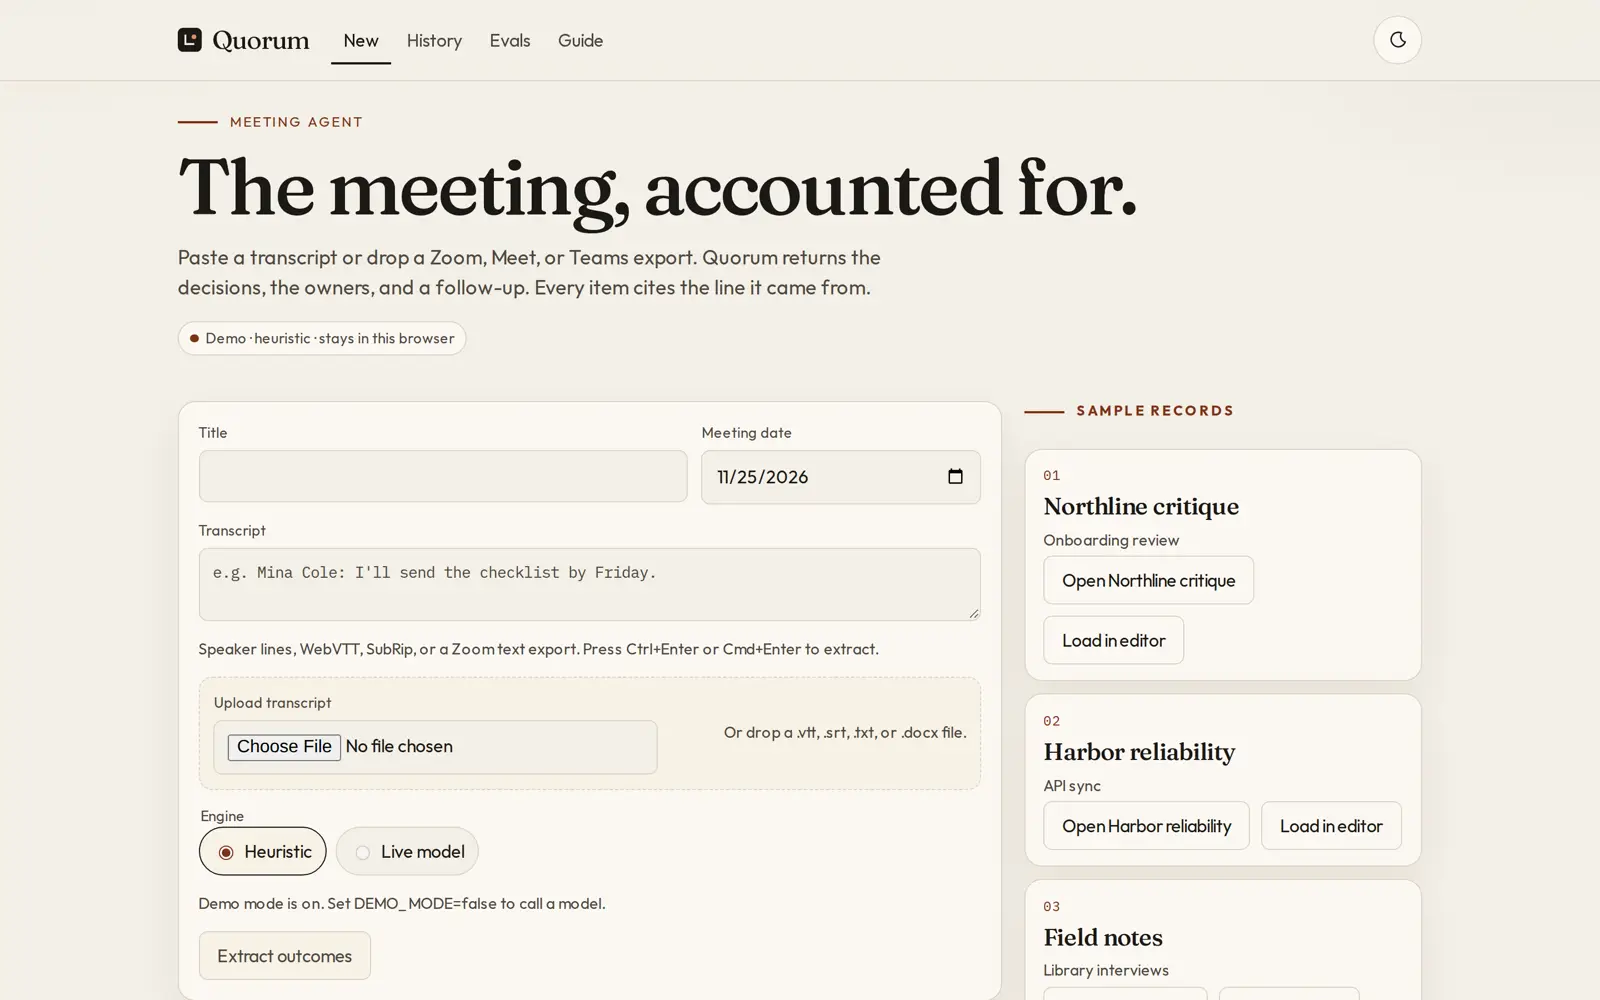 Quorum
New
History
Evals
Guide
MEETING AGENT
The meeting, accounted for.
Paste a transcript or drop a Zoom, Meet, or Teams export. Quorum returns the
decisions, the owners, and a follow-up. Every item cites the line it came from.
Demo · heuristic · stays in this browser
Title
Meeting date
11/25/2026
Transcript
e.g. Mina Cole: I'll send the checklist by Friday.
Speaker lines, WebVTT, SubRip, or a Zoom text export. Press Ctrl+Enter or Cmd+Enter to extract.
Upload transcript
Choose File No file chosen
Or drop a .vtt, .srt, .txt, or .docx file.
Engine
Heuristic
Live model
Demo mode is on. Set DEMO_MODE=false to call a model.
Extract outcomes
SAMPLE RECORDS
01
Northline critique
Onboarding review
Open Northline critique
Load in editor
02
Harbor reliability
API sync
Open Harbor reliability
Load in editor
03
Field notes
Library interviews